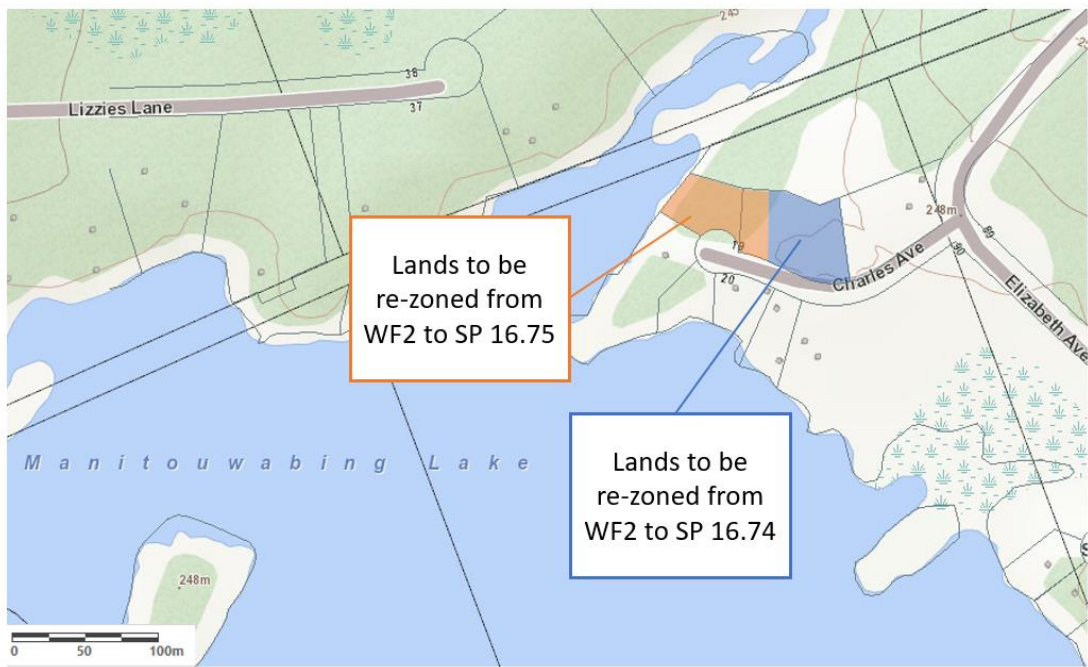 245
38
Lizzies Lane
37
248m
19
20
Charles Ave
89
90
Elizabeth Ave
Lands to be
re-zoned from
WF2 to SP 16.75
Manitouwabing Lake
Lands to be
re-zoned from
WF2 to SP 16.74
248m
0 50 100m